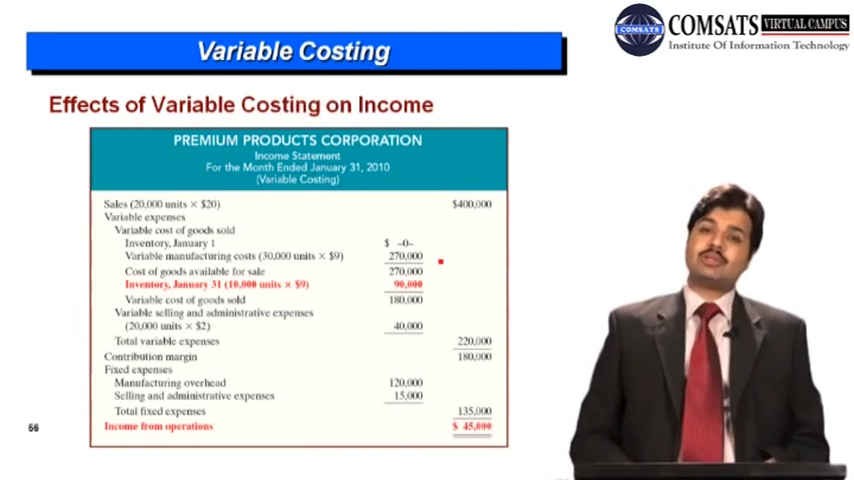 COMSATS VIRTUAL CAMPUS
Institute Of Information Technology
COMSATS
Variable Costing
Effects of Variable Costing on Income
PREMIUM PRODUCTS CORPORATION
Income Statement
For the Month Ended January 31, 2010
(Variable Costing)
Sales (20,000 units × $20) $400,000
Variable expenses
Variable cost of goods sold
Inventory, January 1 $ –0–
Variable manufacturing costs (30,000 units × $9) 270,000
Cost of goods available for sale 270,000
Inventory, January 31 (10,000 units × $9) 90,000
Variable cost of goods sold 180,000
Variable selling and administrative expenses
(20,000 units × $2) 40,000
Total variable expenses 220,000
Contribution margin 180,000
Fixed expenses
Manufacturing overhead 120,000
Selling and administrative expenses 15,000
Total fixed expenses 135,000
Income from operations $ 45,000
66